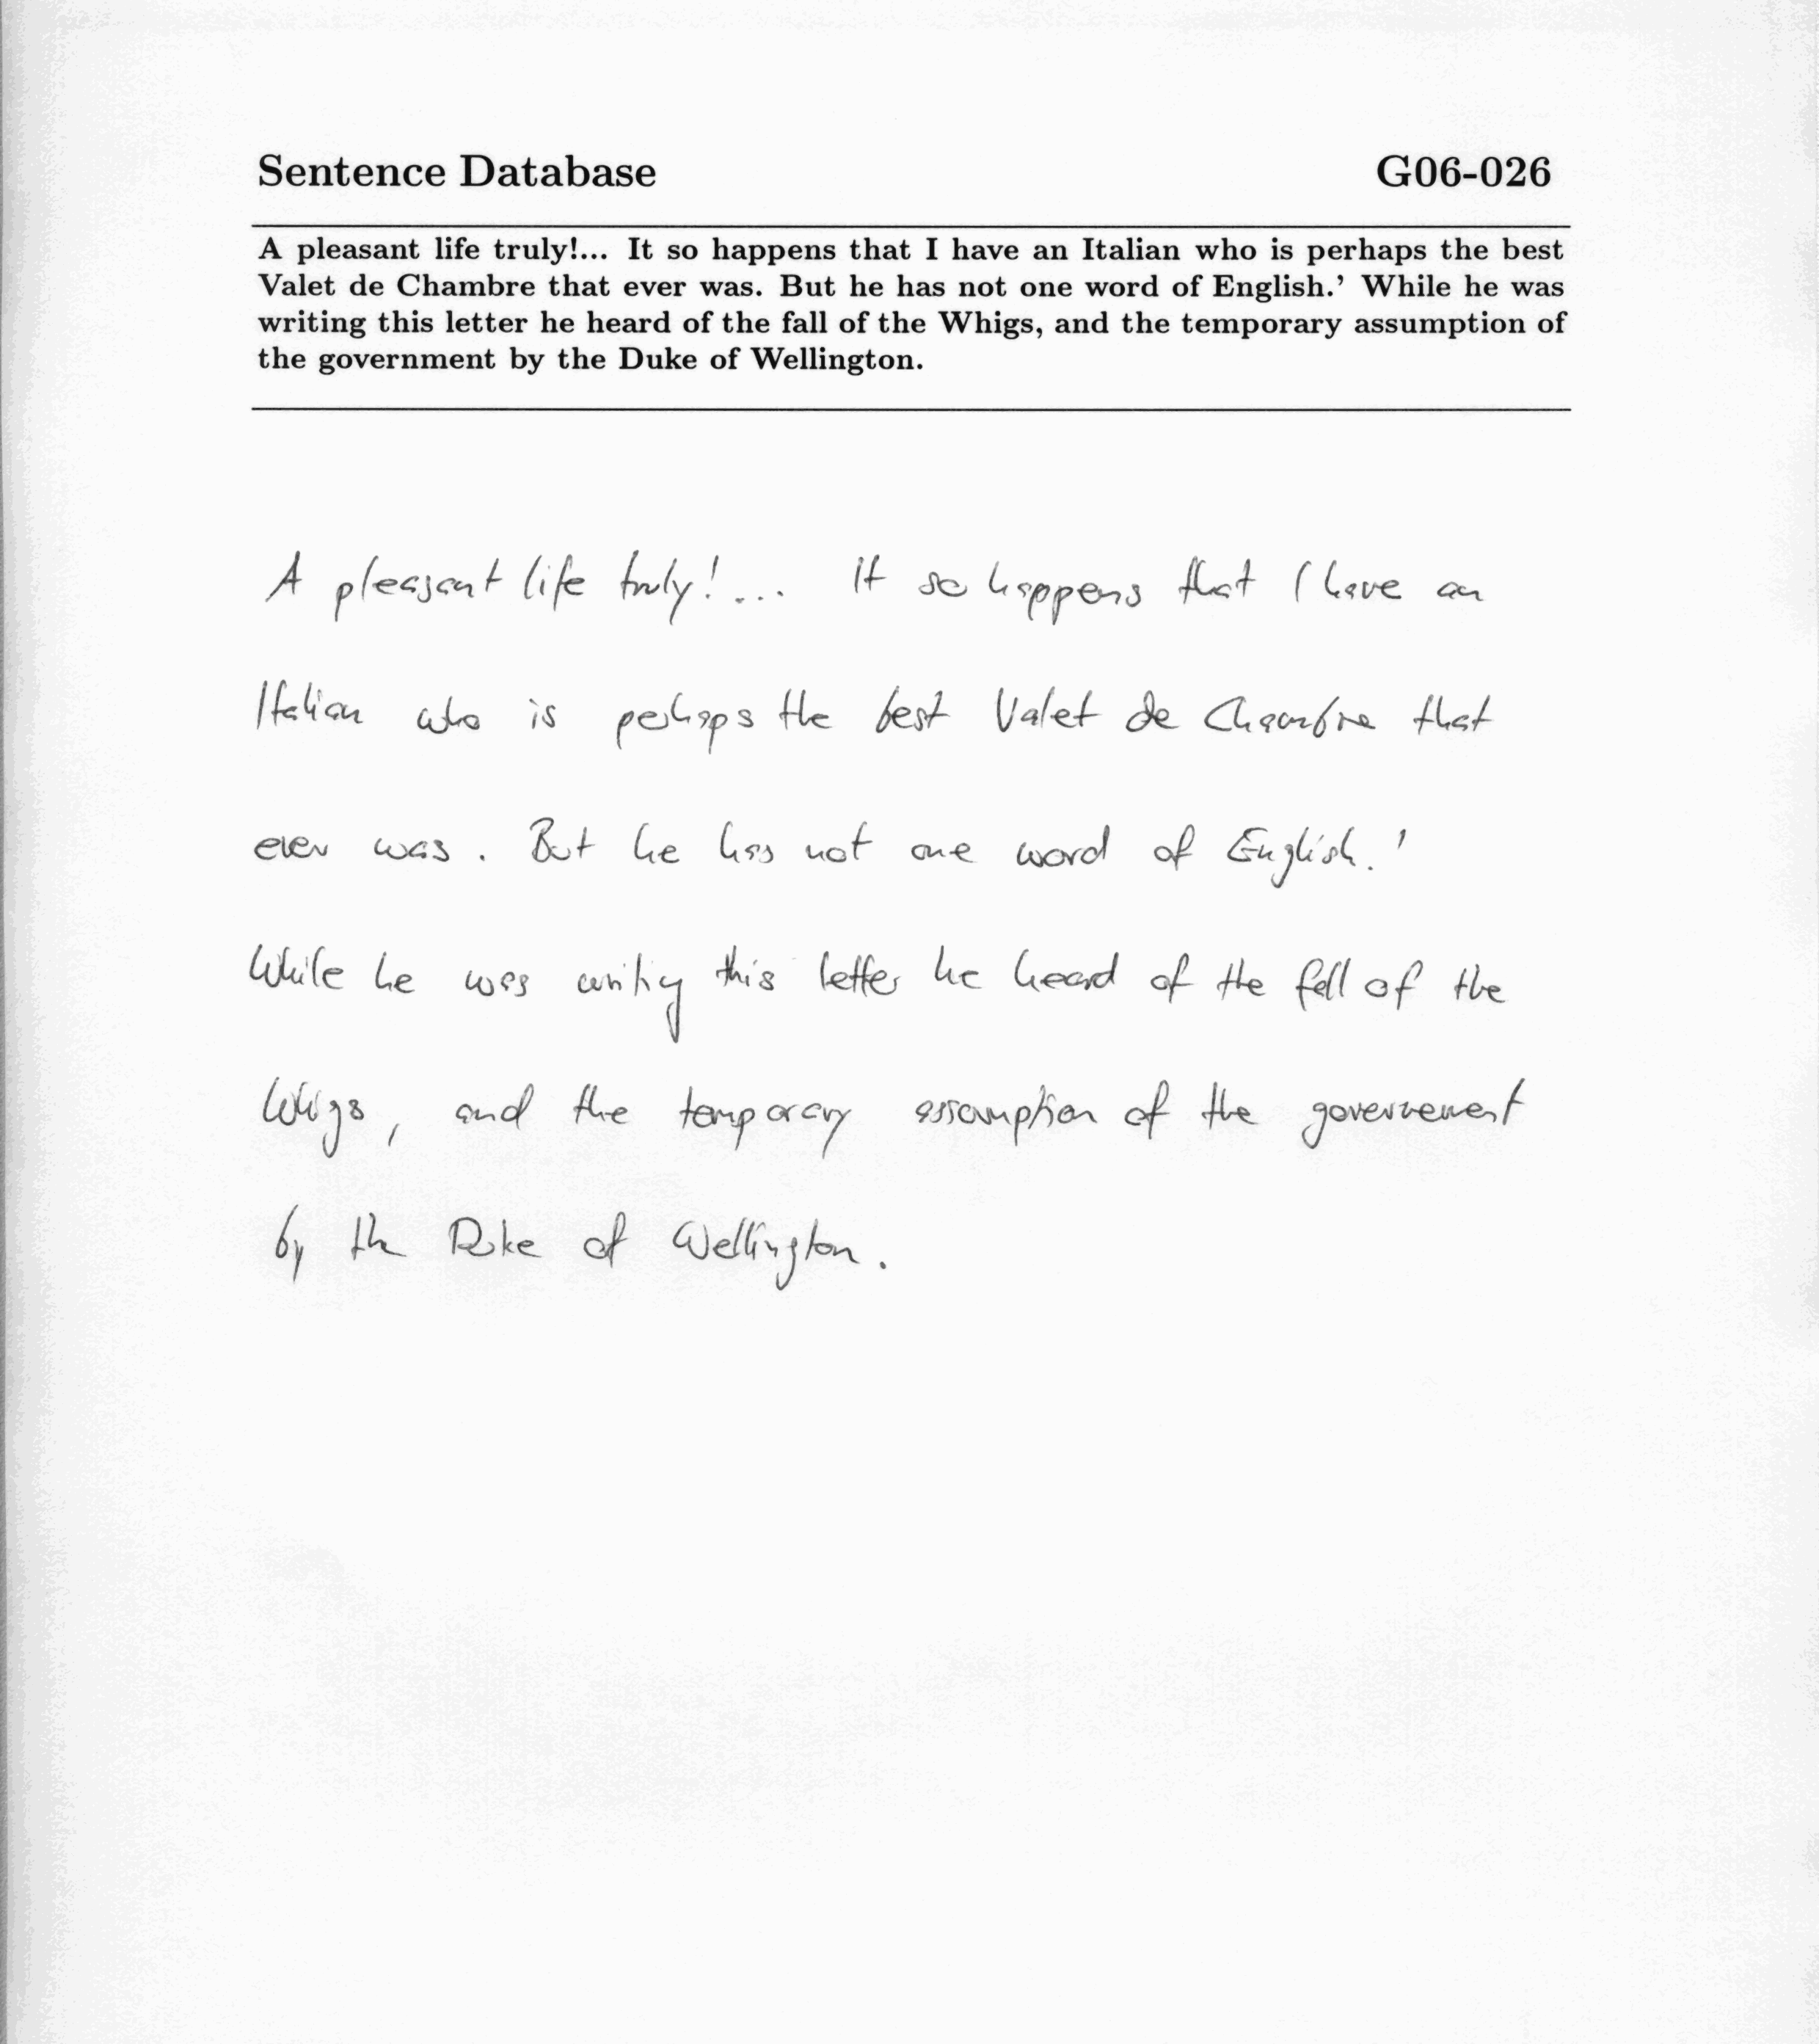 Sentence Database G06-026
A pleasant life truly!... It so happens that I have an Italian who is perhaps the best
Valet de Chambre that ever was. But he has not one word of English.' While he was
writing this letter he heard of the fall of the Whigs, and the temporary assumption of
the government by the Duke of Wellington.
A pleasant life truly!... It so happens that I have an
Italian who is perhaps the best Valet de Chambre that
ever was. But he has not one word of English.'
While he was writing this letter he heard of the fall of the
Whigs, and the temporary assumption of the governement
by the Duke of Wellington.